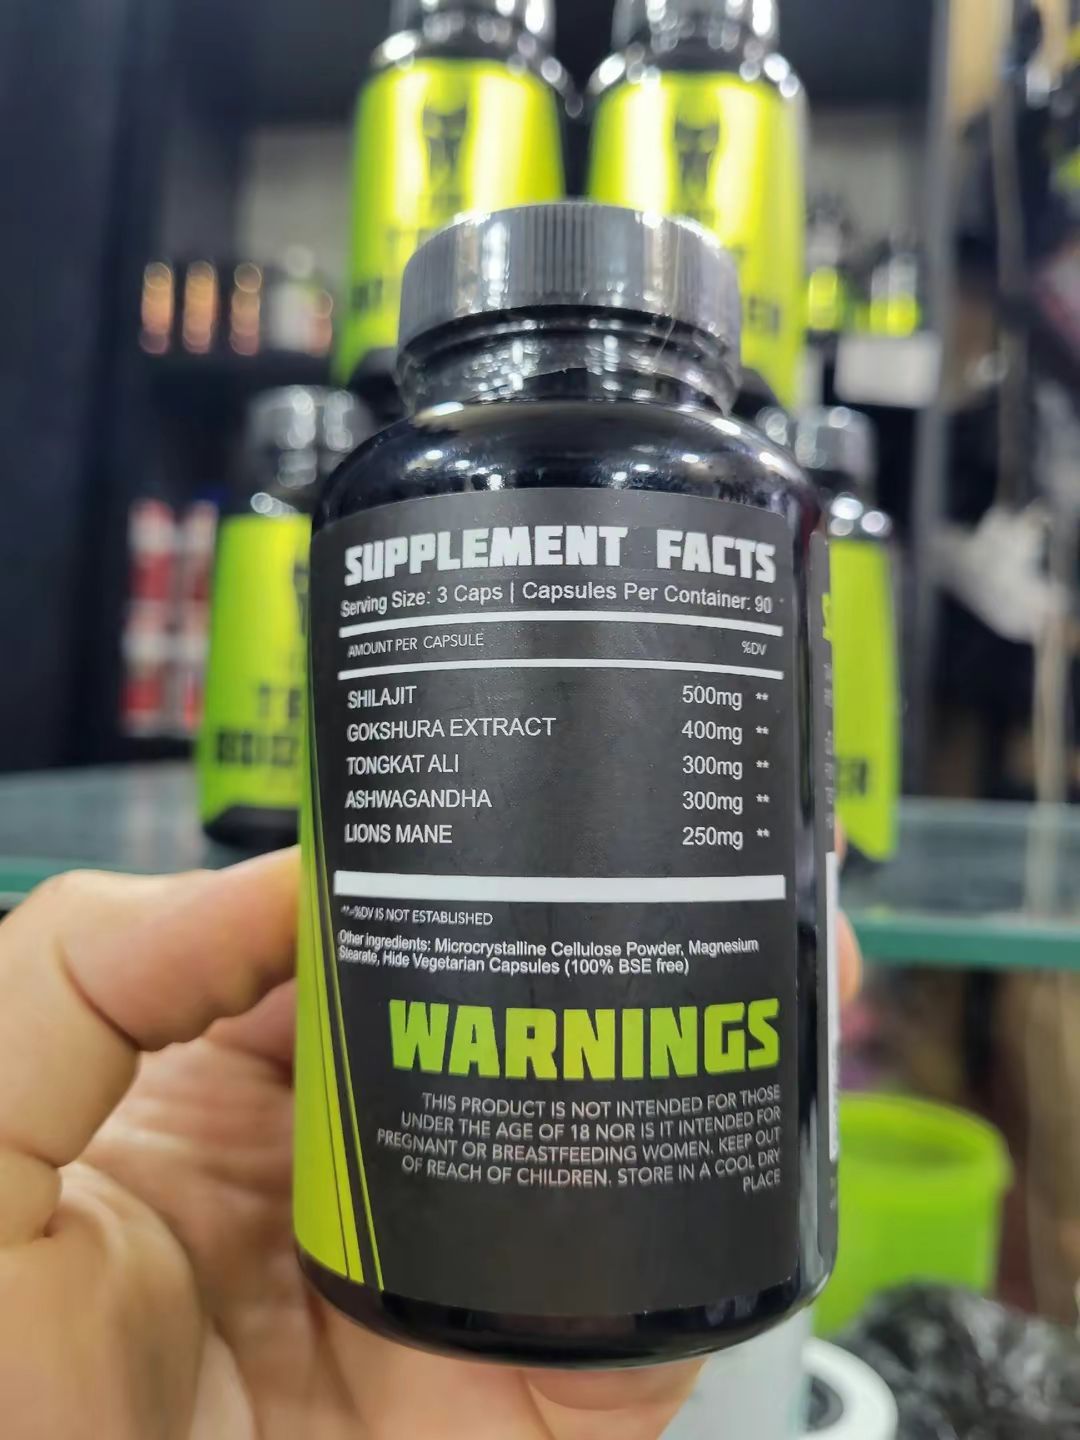 SUPPLEMENT FACTS
Serving Size: 3 Caps | Capsules Per Container: 90
AMOUNT PER CAPSULE %DV
SHILAJIT 500mg **
GOKSHURA EXTRACT 400mg **
TONGKAT ALI 300mg **
ASHWAGANDHA 300mg **
LIONS MANE 250mg **
**-%DV IS NOT ESTABLISHED
Other ingredients: Microcrystalline Cellulose Powder, Magnesium
Stearate, Hide Vegetarian Capsules (100% BSE free)
WARNINGS
THIS PRODUCT IS NOT INTENDED FOR THOSE
UNDER THE AGE OF 18 NOR IS IT INTENDED FOR
PREGNANT OR BREASTFEEDING WOMEN. KEEP OUT
OF REACH OF CHILDREN. STORE IN A COOL DRY
PLACE